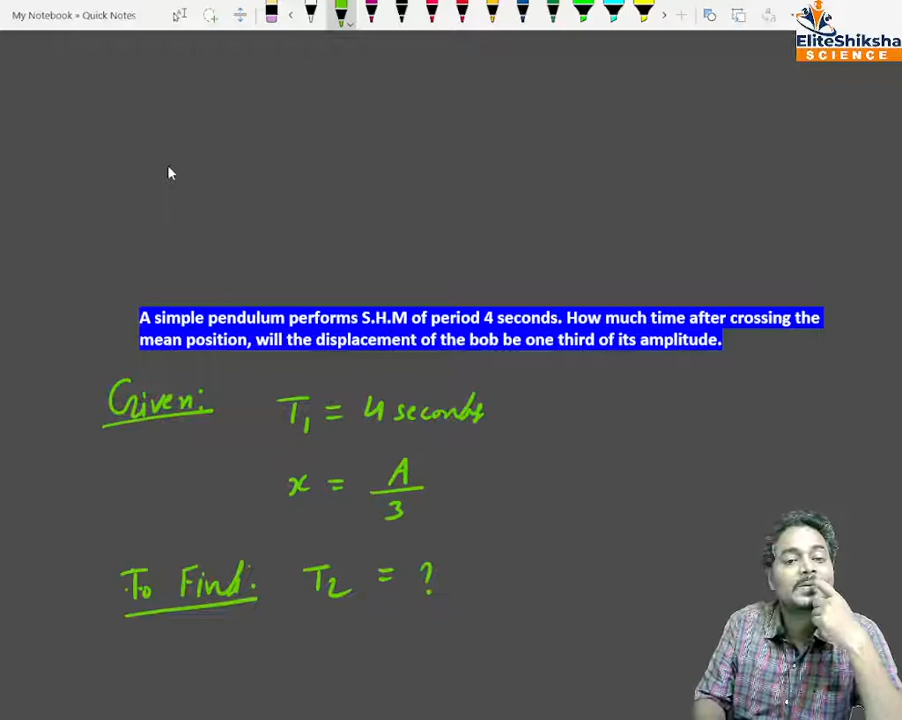 My Notebook » Quick Notes
EliteShiksha
SCIENCE
A simple pendulum performs S.H.M of period 4 seconds. How much time after crossing the
mean position, will the displacement of the bob be one third of its amplitude.
Given: T₁ = 4 seconds
x = A/3
To Find: T₂ = ?